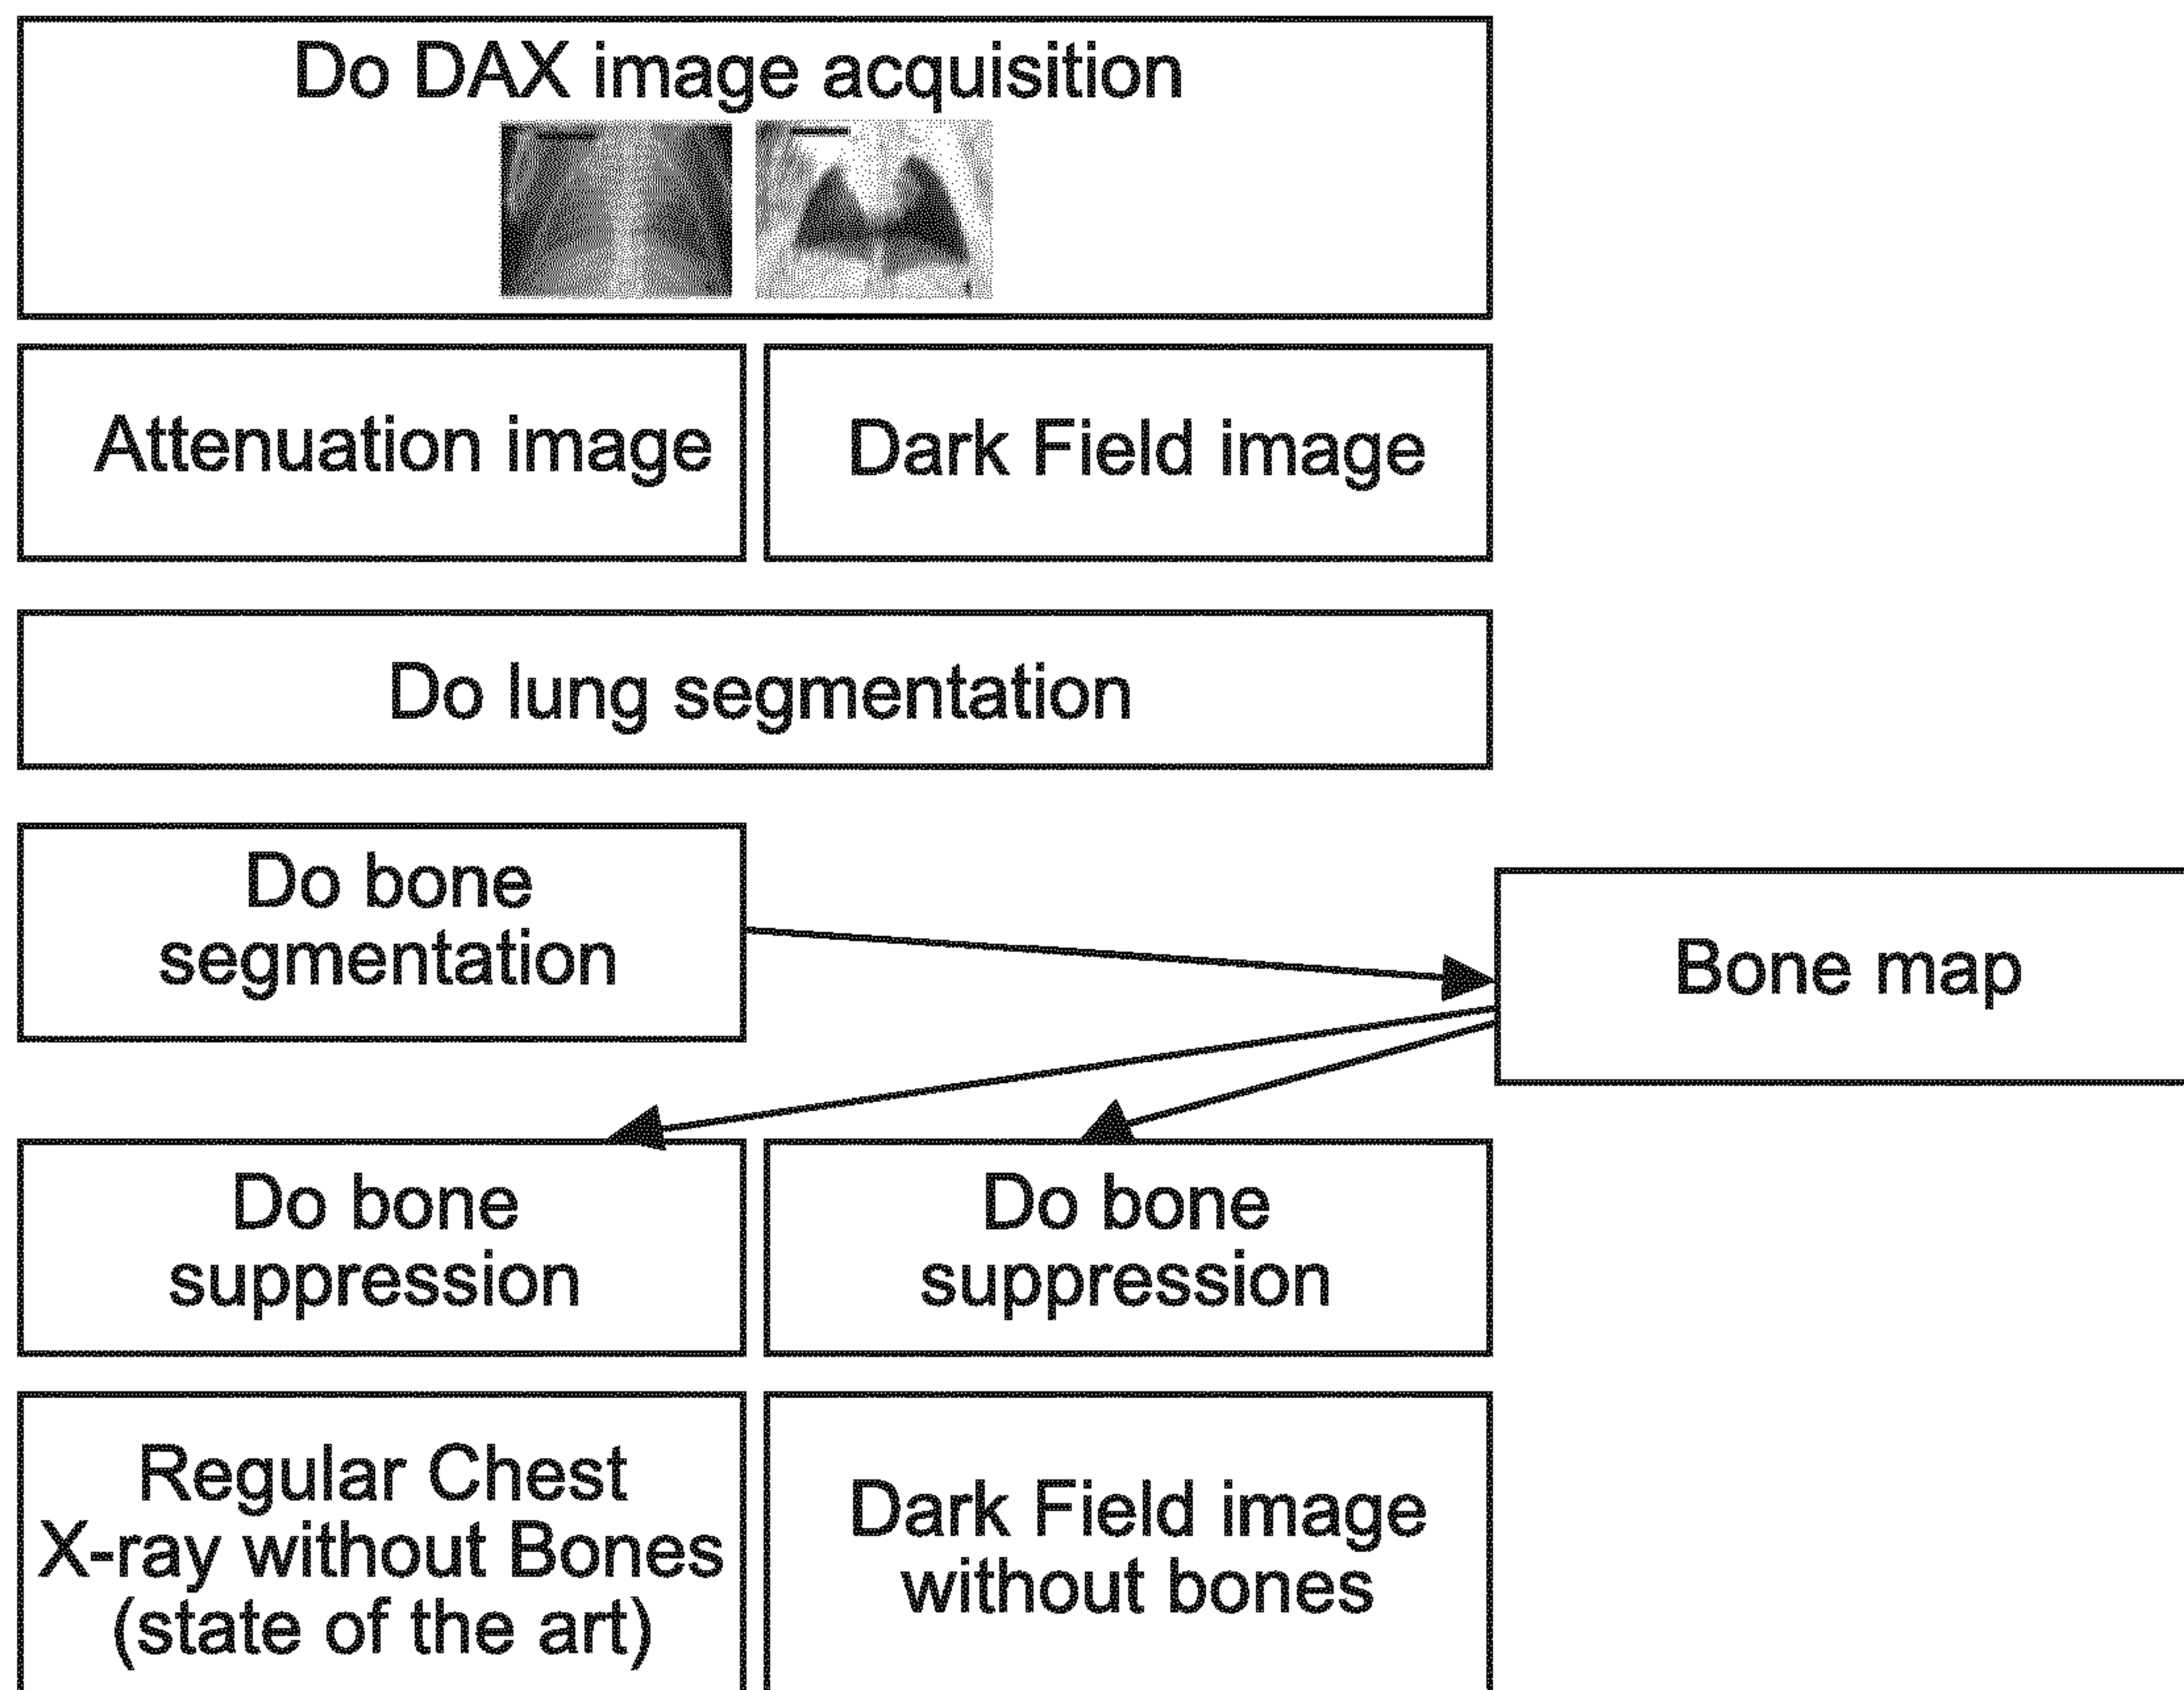 Do DAX image acquisition
Attenuation image
Dark Field image
Do lung segmentation
Do bone
segmentation
Bone map
Do bone
suppression
Do bone
suppression
Regular Chest
X-ray without Bones
(state of the art)
Dark Field image
without bones